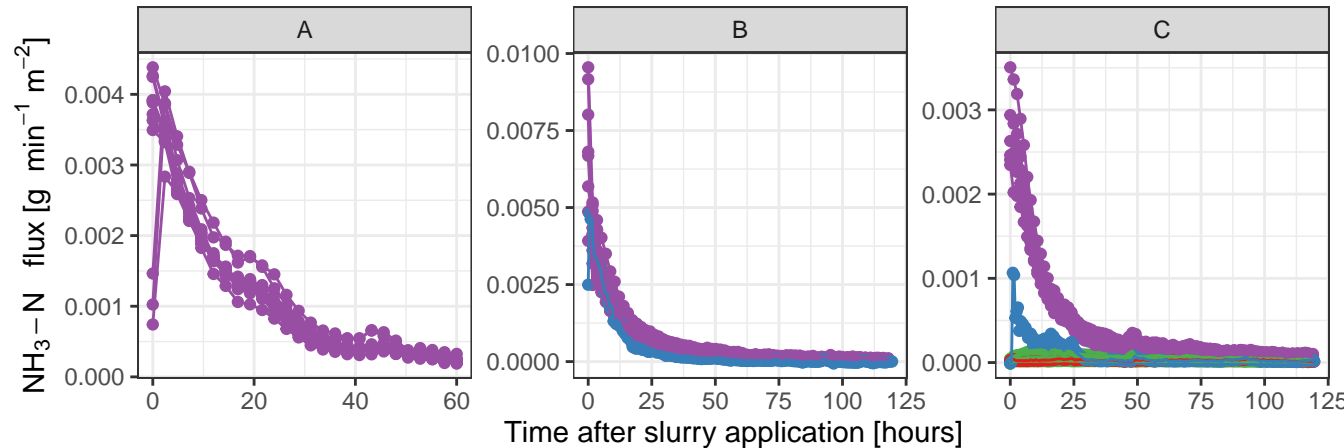 A
B
C
NH₃−N flux [g min⁻¹ m⁻²]
0.004
0.003
0.002
0.001
0.000
0 20 40 60
0.0100
0.0075
0.0050
0.0025
0.0000
0 25 50 75 100 125
0.003
0.002
0.001
0.000
0 25 50 75 100 125
Time after slurry application [hours]